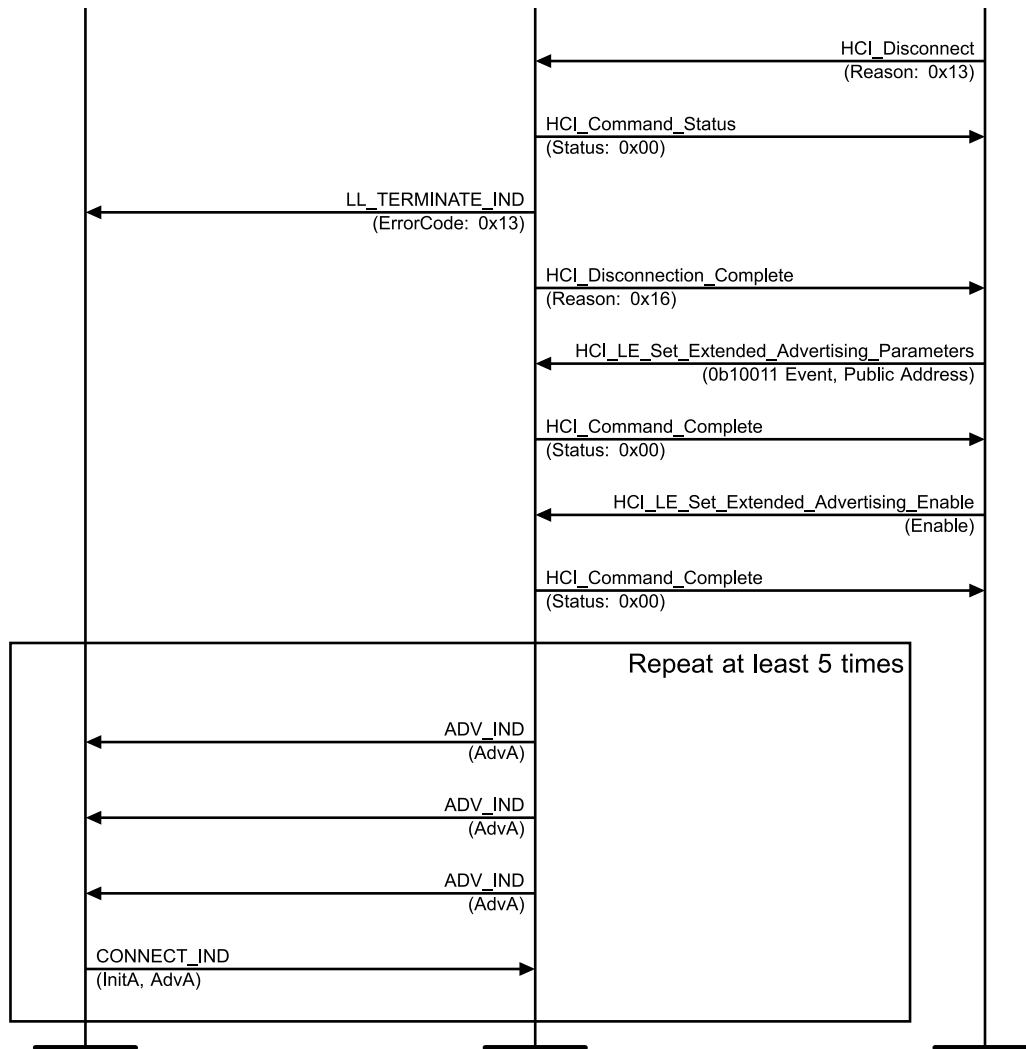 HCI_Disconnect
(Reason: 0x13)
HCI_Command_Status
(Status: 0x00)
LL_TERMINATE_IND
(ErrorCode: 0x13)
HCI_Disconnection_Complete
(Reason: 0x16)
HCI_LE_Set_Extended_Advertising_Parameters
(0b10011 Event, Public Address)
HCI_Command_Complete
(Status: 0x00)
HCI_LE_Set_Extended_Advertising_Enable
(Enable)
HCI_Command_Complete
(Status: 0x00)
Repeat at least 5 times
ADV_IND
(AdvA)
ADV_IND
(AdvA)
ADV_IND
(AdvA)
CONNECT_IND
(InitA, AdvA)